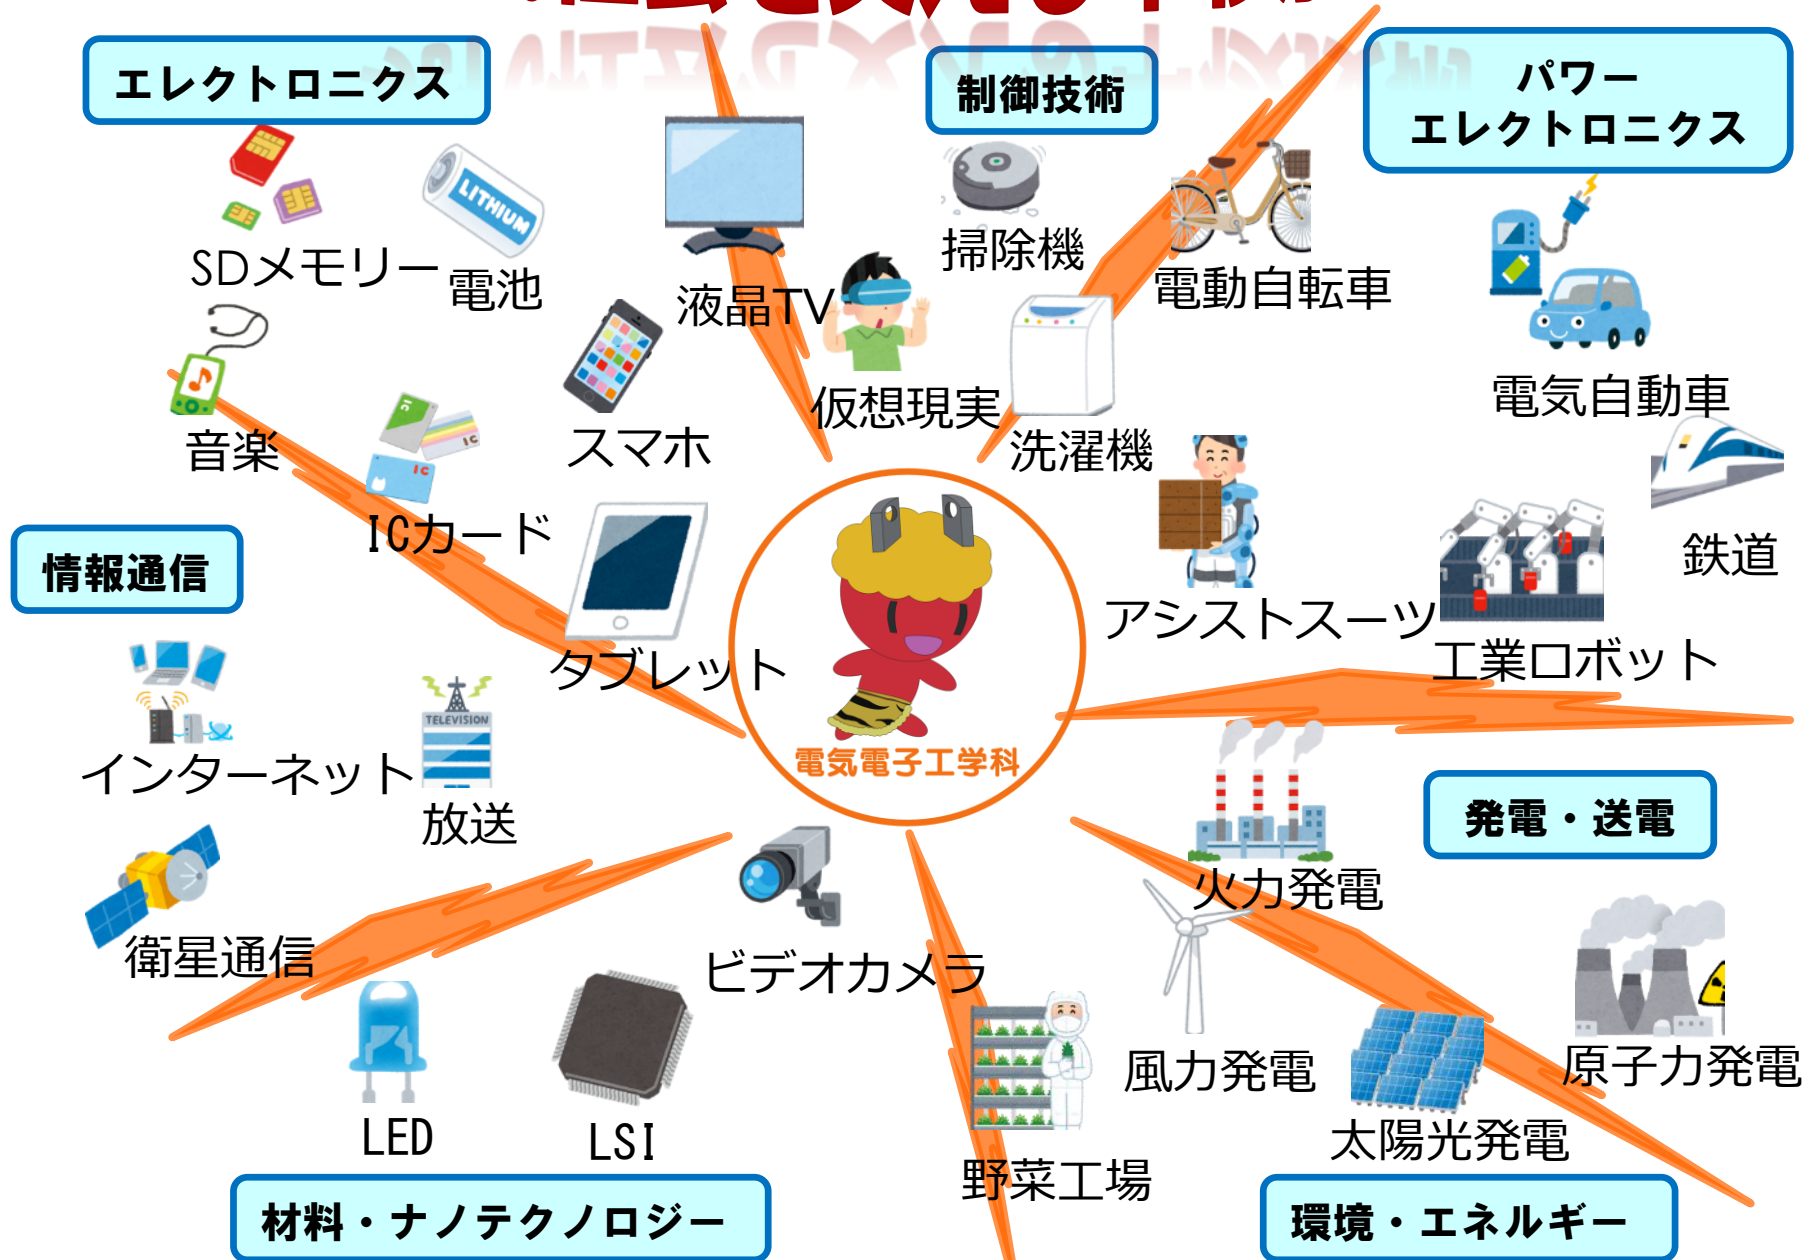 エレクトロニクス
制御技術
パワー
エレクトロニクス
SDメモリー
LITHIUM
電池
液晶TV
掃除機
電動自転車
音楽
スマホ
仮想現実
洗濯機
電気自動車
IC
IC
IC
ICカード
情報通信
タブレット
アシストスーツ
工業ロボット
鉄道
インターネット
TELEVISION
放送
電気電子工学科
発電・送電
火力発電
衛星通信
ビデオカメラ
LED
LSI
野菜工場
風力発電
太陽光発電
原子力発電
材料・ナノテクノロジー
環境・エネルギー